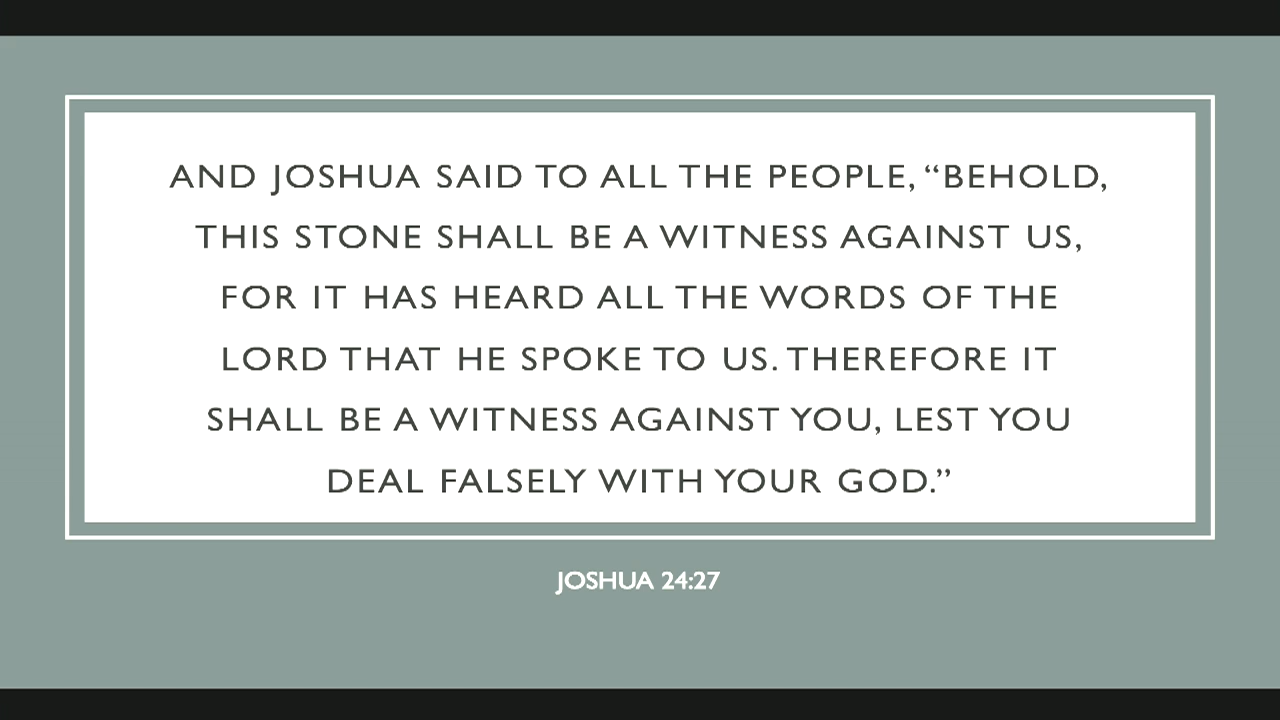 AND JOSHUA SAID TO ALL THE PEOPLE, “BEHOLD,
THIS STONE SHALL BE A WITNESS AGAINST US,
FOR IT HAS HEARD ALL THE WORDS OF THE
LORD THAT HE SPOKE TO US. THEREFORE IT
SHALL BE A WITNESS AGAINST YOU, LEST YOU
DEAL FALSELY WITH YOUR GOD.”
JOSHUA 24:27